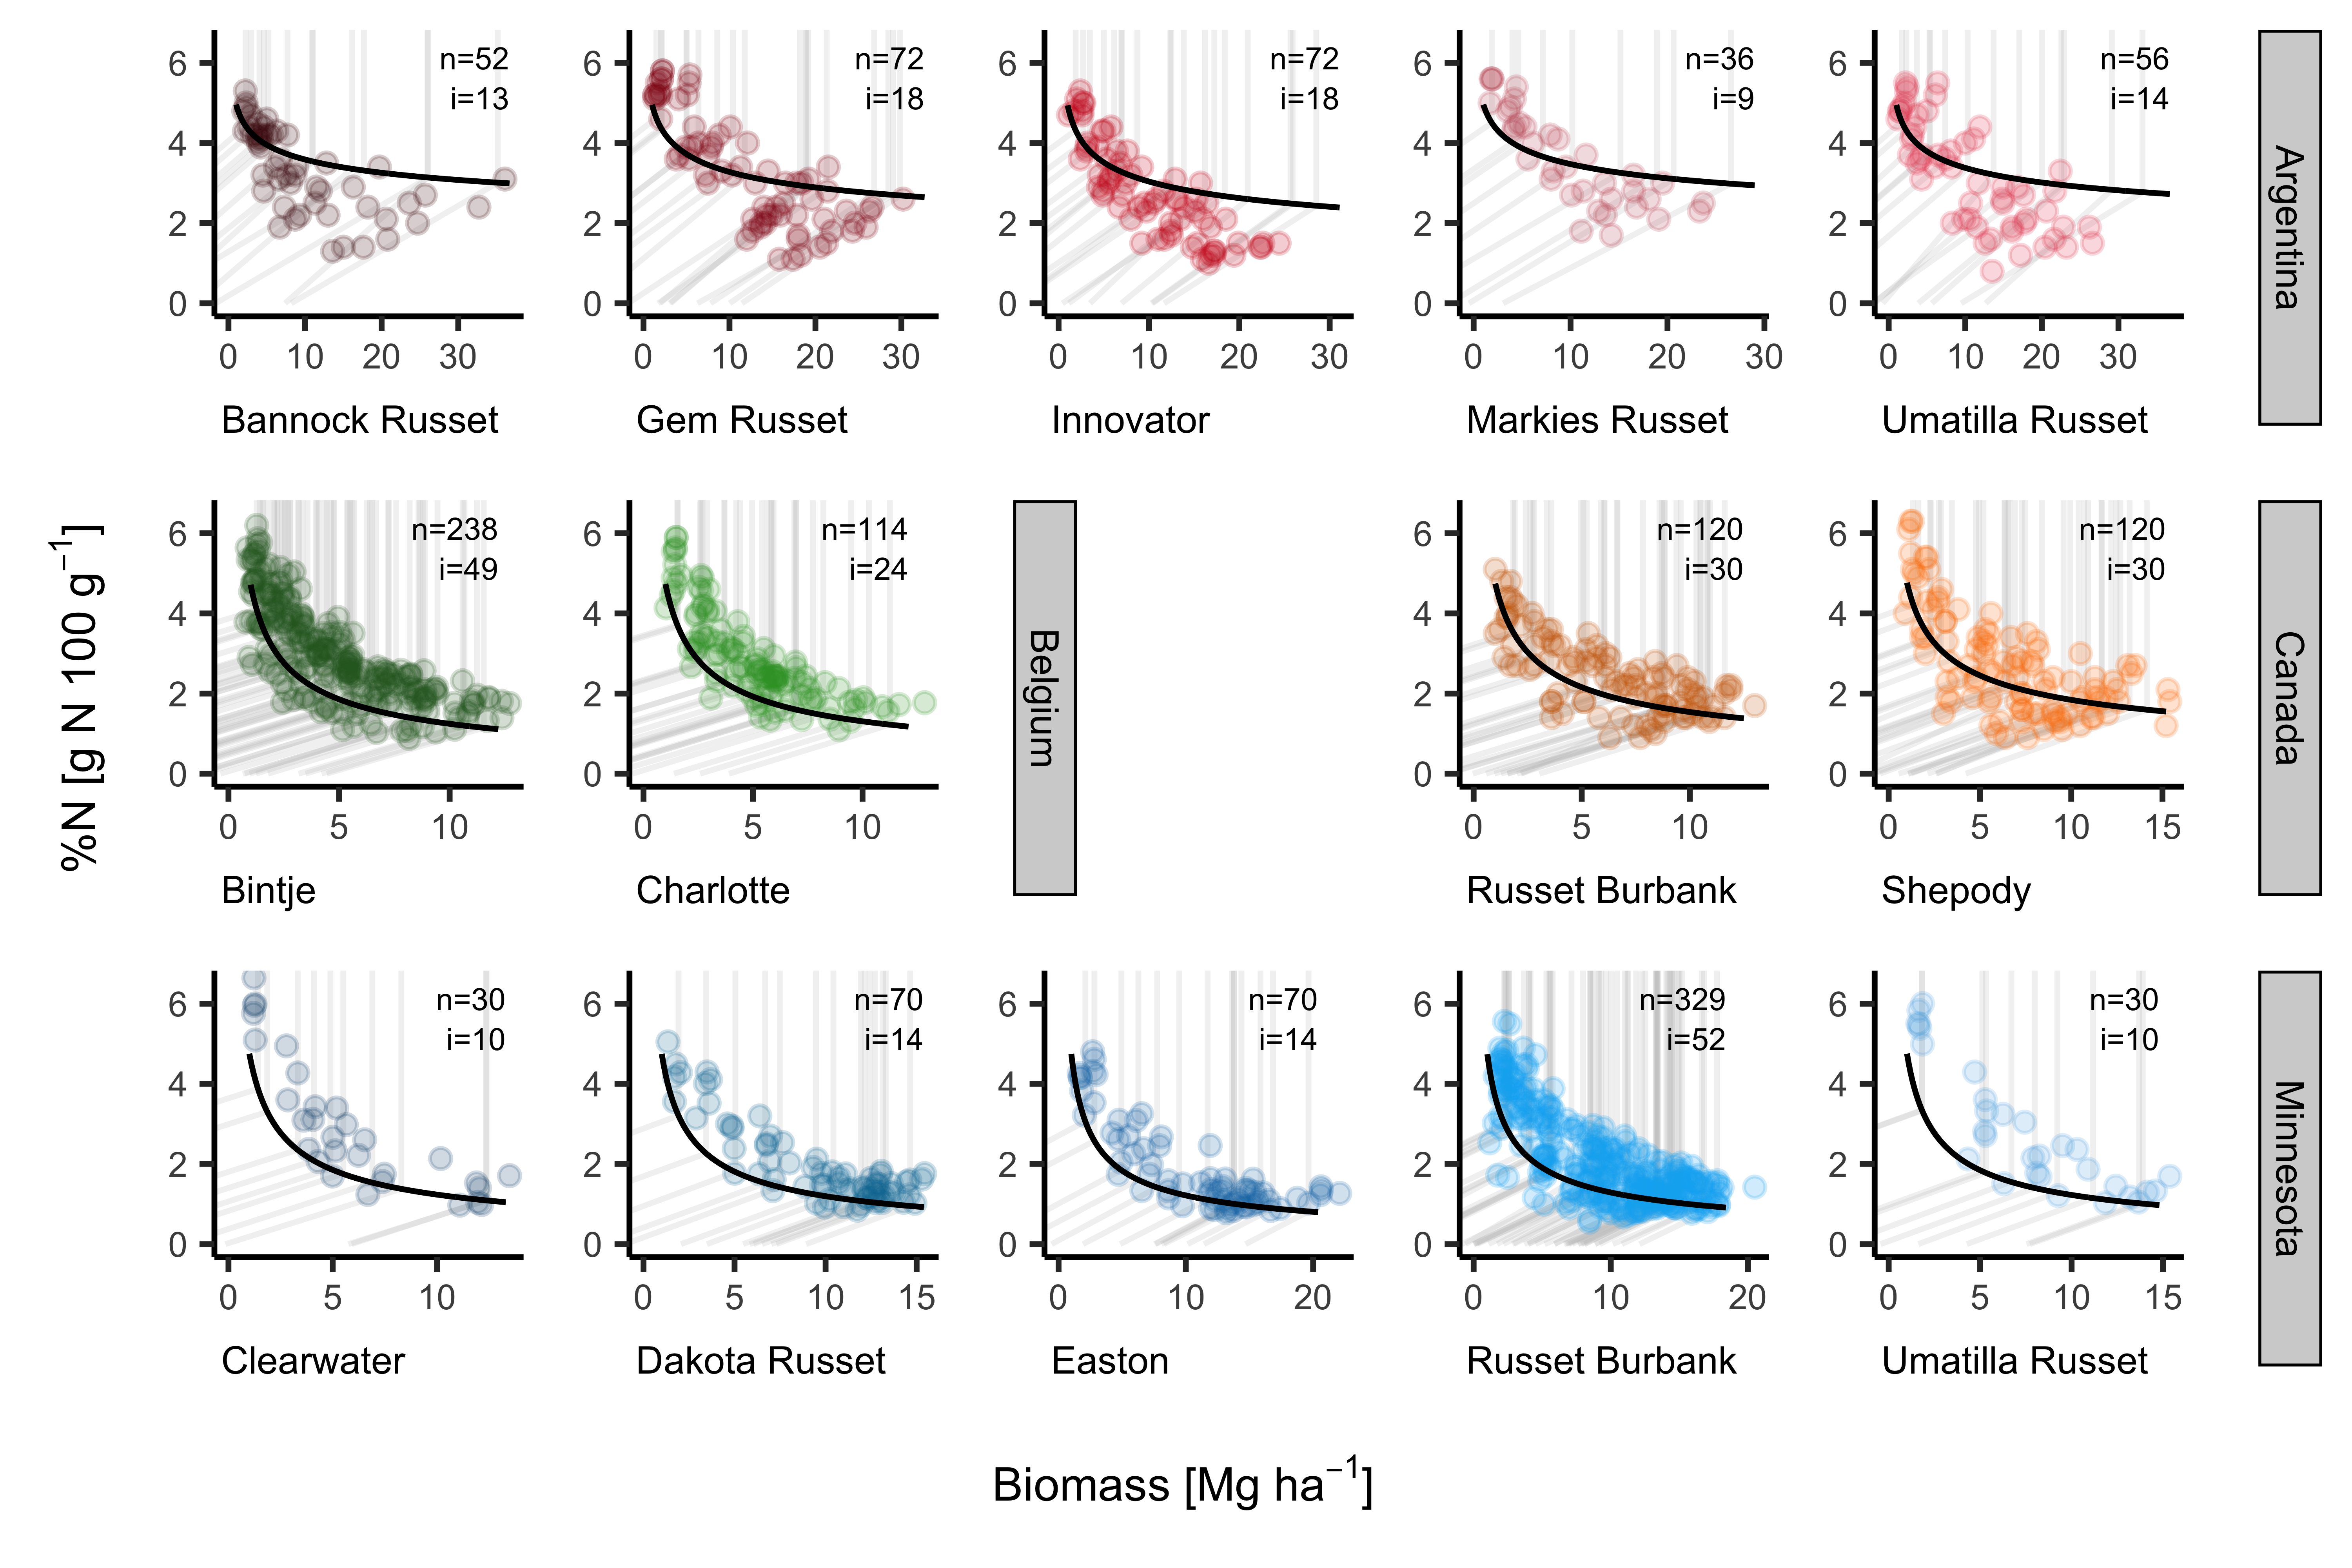 n=52
i=13
6
4
2
0
0 10 20 30
Bannock Russet
n=72
i=18
6
4
2
0
0 10 20 30
Gem Russet
n=72
i=18
6
4
2
0
0 10 20 30
Innovator
n=36
i=9
6
4
2
0
0 10 20 30
Markies Russet
n=56
i=14
6
4
2
0
0 10 20 30
Umatilla Russet
Argentina
%N [g N 100 g⁻¹]
n=238
i=49
6
4
2
0
0 5 10
Bintje
n=114
i=24
6
4
2
0
0 5 10
Charlotte
Belgium
n=120
i=30
6
4
2
0
0 5 10
Russet Burbank
n=120
i=30
6
4
2
0
0 5 10 15
Shepody
Canada
n=30
i=10
6
4
2
0
0 5 10
Clearwater
n=70
i=14
6
4
2
0
0 5 10 15
Dakota Russet
n=70
i=14
6
4
2
0
0 10 20
Easton
n=329
i=52
6
4
2
0
0 10 20
Russet Burbank
n=30
i=10
6
4
2
0
0 5 10 15
Umatilla Russet
Minnesota
Biomass [Mg ha⁻¹]